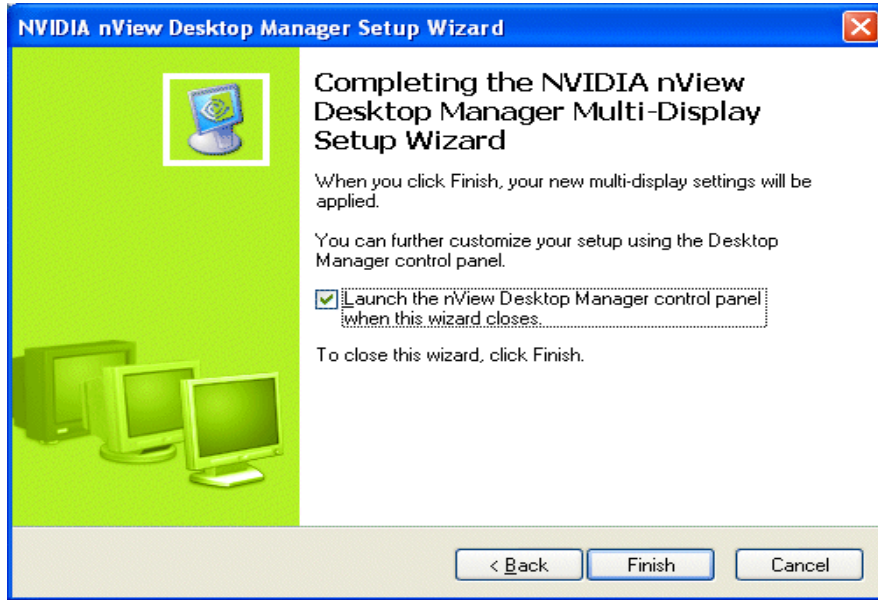 NVIDIA nView Desktop Manager Setup Wizard
Completing the NVIDIA nView
Desktop Manager Multi-Display
Setup Wizard
When you click Finish, your new multi-display settings will be
applied.
You can further customize your setup using the Desktop
Manager control panel.
Launch the nView Desktop Manager control panel
when this wizard closes.
To close this wizard, click Finish.
< Back
Finish
Cancel